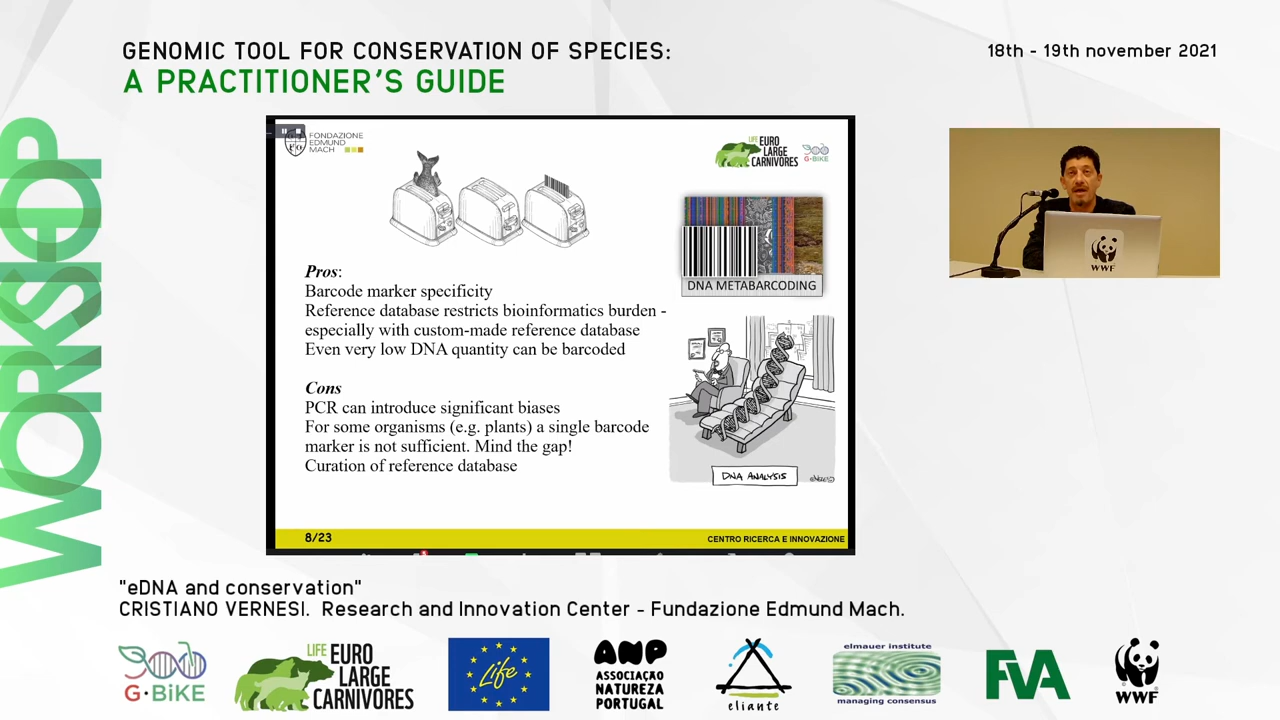 GENOMIC TOOL FOR CONSERVATION OF SPECIES:
A PRACTITIONER'S GUIDE
18th - 19th november 2021
WORKSHOP
FONDAZIONE
EDMUND
MACH
LIFE EURO
LARGE
CARNIVORES
G-BIKE
Pros:
Barcode marker specificity
Reference database restricts bioinformatics burden -
especially with custom-made reference database
Even very low DNA quantity can be barcoded
Cons
PCR can introduce significant biases
For some organisms (e.g. plants) a single barcode
marker is not sufficient. Mind the gap!
Curation of reference database
DNA METABARCODING
DNA ANALYSIS
8/23
CENTRO RICERCA E INNOVAZIONE
WWF
"eDNA and conservation"
CRISTIANO VERNESI. Research and Innovation Center - Fundazione Edmund Mach.
G·BiKE
LIFE EURO
LARGE
CARNIVORES
Life
ANP
ASSOCIAÇÃO
NATUREZA
PORTUGAL
eliante
elmauer institute
managing consensus
FVA
WWF